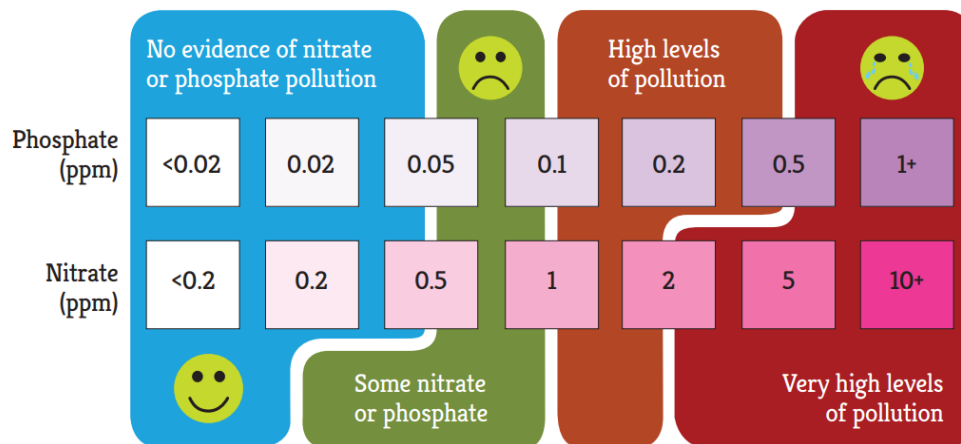 No evidence of nitrate
or phosphate pollution
High levels
of pollution
Phosphate
(ppm)
<0.02 0.02 0.05 0.1 0.2 0.5 1+
Nitrate
(ppm)
<0.2 0.2 0.5 1 2 5 10+
Some nitrate
or phosphate
Very high levels
of pollution